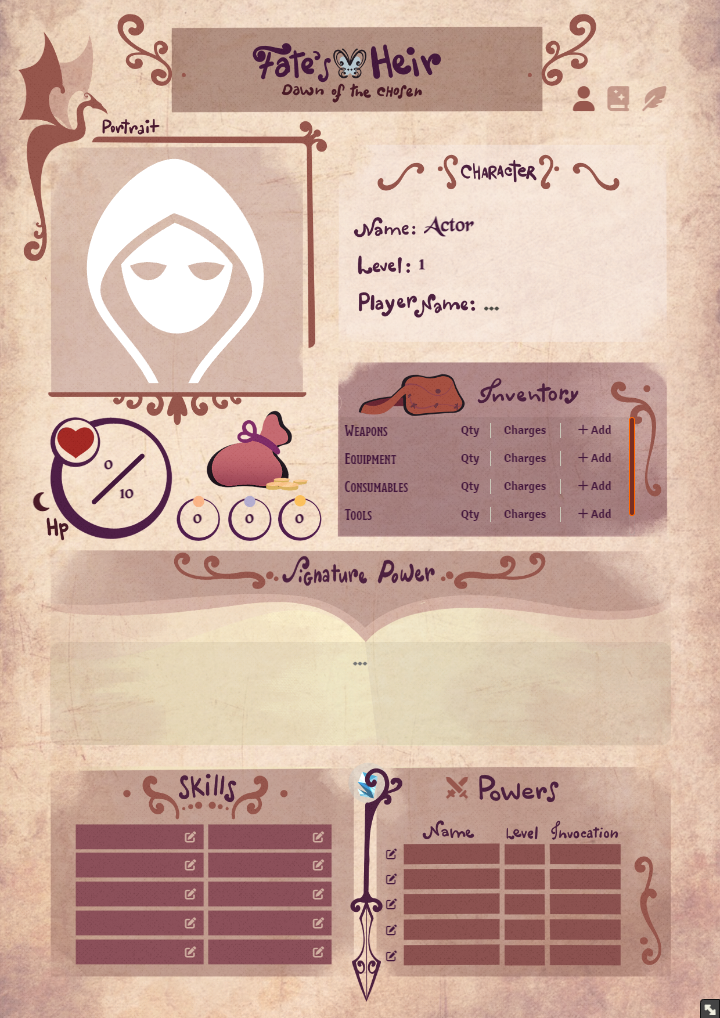 Fate's Heir
Dawn of the chosen
Portrait
Character
Name: Actor
Level: 1
Player Name: ...
Inventory
Weapons Qty Charges + Add
Equipment Qty Charges + Add
Consumables Qty Charges + Add
Tools Qty Charges + Add
0
10
Hp
0 0 0
Signature Power
...
Skills
Powers
Name Level Invocation